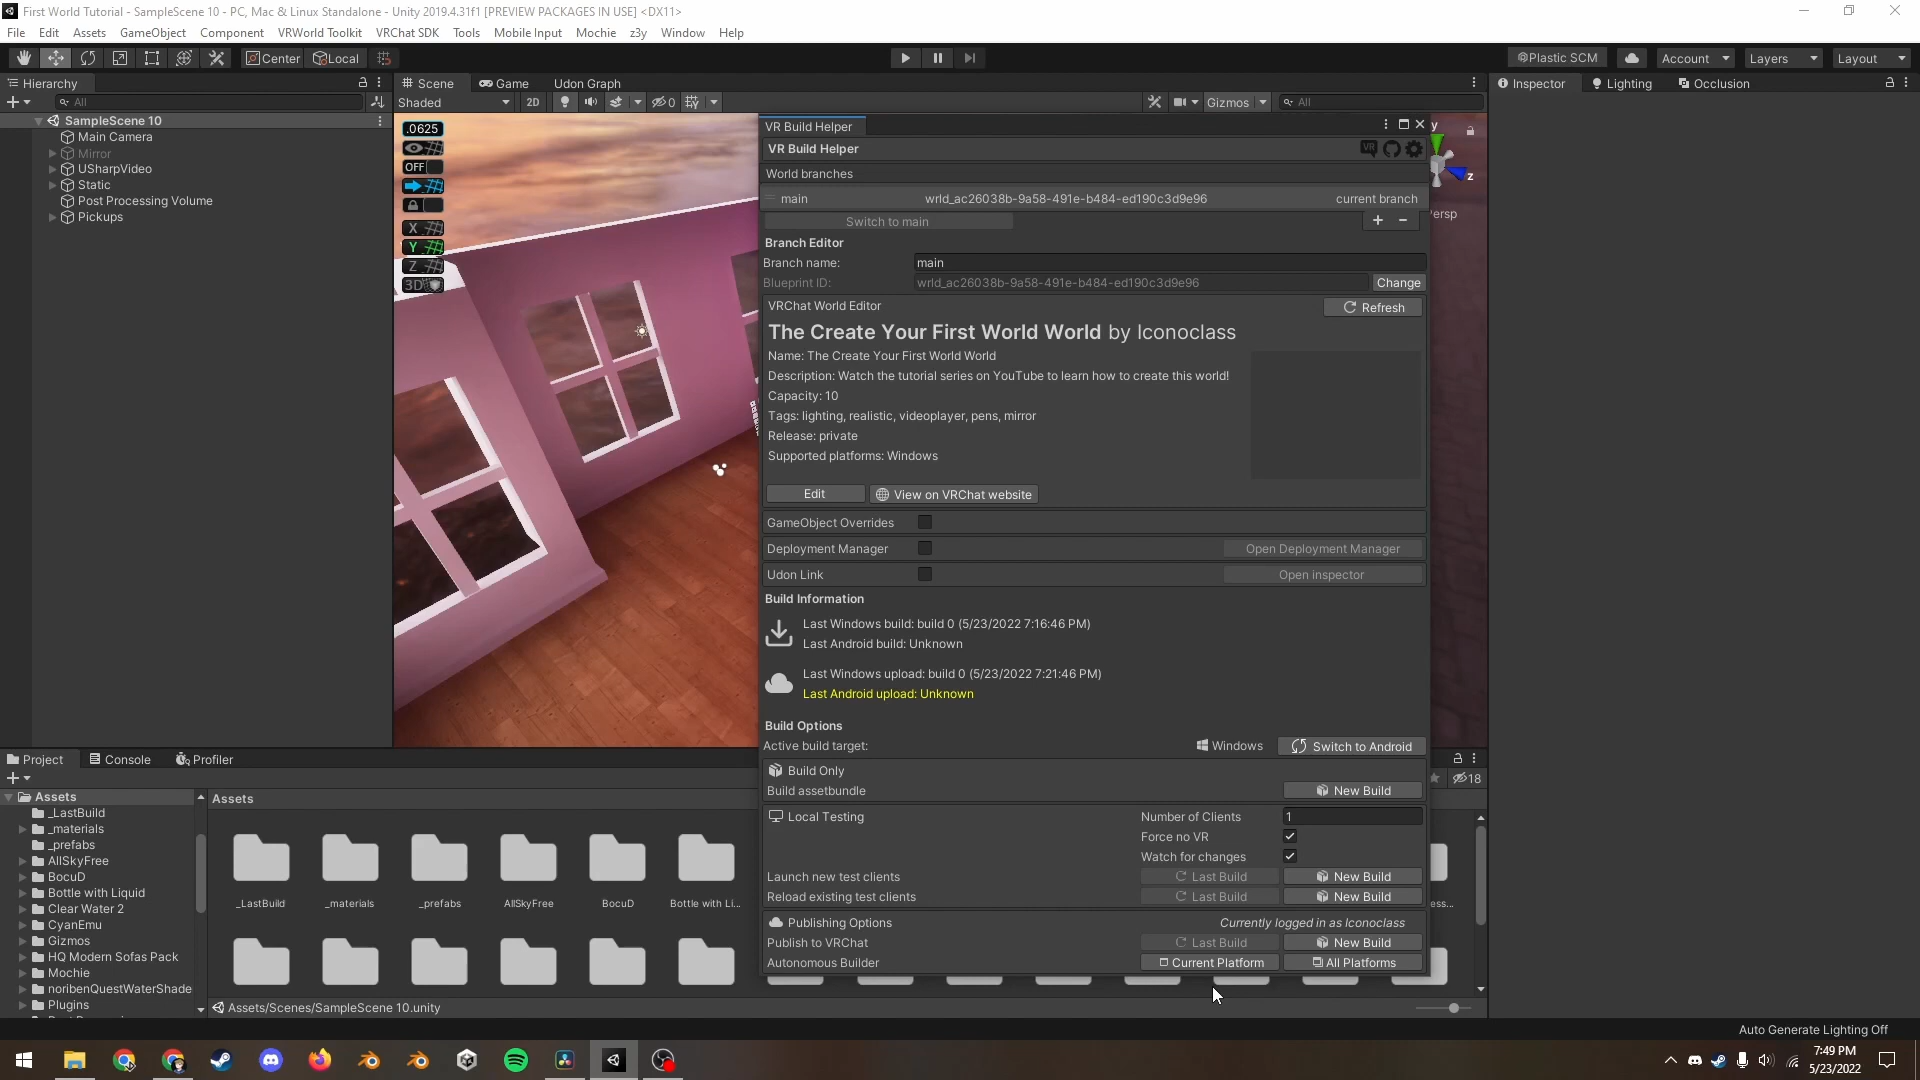 First World Tutorial - SampleScene 10 - PC, Mac & Linux Standalone - Unity 2019.4.31f1 [PREVIEW PACKAGES IN USE] <DX11>
File Edit Assets GameObject Component VRWorld Toolkit VRChat SDK Tools Mobile Input Mochie z3y Window Help
Center Local Plastic SCM Account Layers Layout
Hierarchy
All
SampleScene 10
Main Camera
Mirror
USharpVideo
Static
Post Processing Volume
Pickups
Scene Game Udon Graph
Shaded 2D 0 Gizmos All
.0625
OFF
X
Y
Z
3D
y
z
ersp
VR Build Helper
VR Build Helper
World branches
main wrld_ac26038b-9a58-491e-b484-ed190c3d9e96 current branch
Switch to main + −
Branch Editor
Branch name: main
Blueprint ID: wrld_ac26038b-9a58-491e-b484-ed190c3d9e96 Change
VRChat World Editor Refresh
The Create Your First World World by Iconoclass
Name: The Create Your First World World
Description: Watch the tutorial series on YouTube to learn how to create this world!
Capacity: 10
Tags: lighting, realistic, videoplayer, pens, mirror
Release: private
Supported platforms: Windows
Edit View on VRChat website
GameObject Overrides
Deployment Manager Open Deployment Manager
Udon Link Open inspector
Build Information
Last Windows build: build 0 (5/23/2022 7:16:46 PM)
Last Android build: Unknown
Last Windows upload: build 0 (5/23/2022 7:21:46 PM)
Last Android upload: Unknown
Build Options
Active build target: Windows Switch to Android
Build Only
Build assetbundle New Build
Local Testing Number of Clients 1
Force no VR
Watch for changes
Launch new test clients Last Build New Build
Reload existing test clients Last Build New Build
Publishing Options Currently logged in as Iconoclass
Publish to VRChat Last Build New Build
Autonomous Builder Current Platform All Platforms
Inspector Lighting Occlusion
Project Console Profiler
18
Assets
_LastBuild
_materials
_prefabs
AllSkyFree
BocuD
Bottle with Liquid
Clear Water 2
CyanEmu
Gizmos
HQ Modern Sofas Pack
Mochie
noribenQuestWaterShade
Plugins
Assets
_LastBuild _materials _prefabs AllSkyFree BocuD Bottle with Li... ess...
Assets/Scenes/SampleScene 10.unity
Auto Generate Lighting Off
7:49 PM
5/23/2022